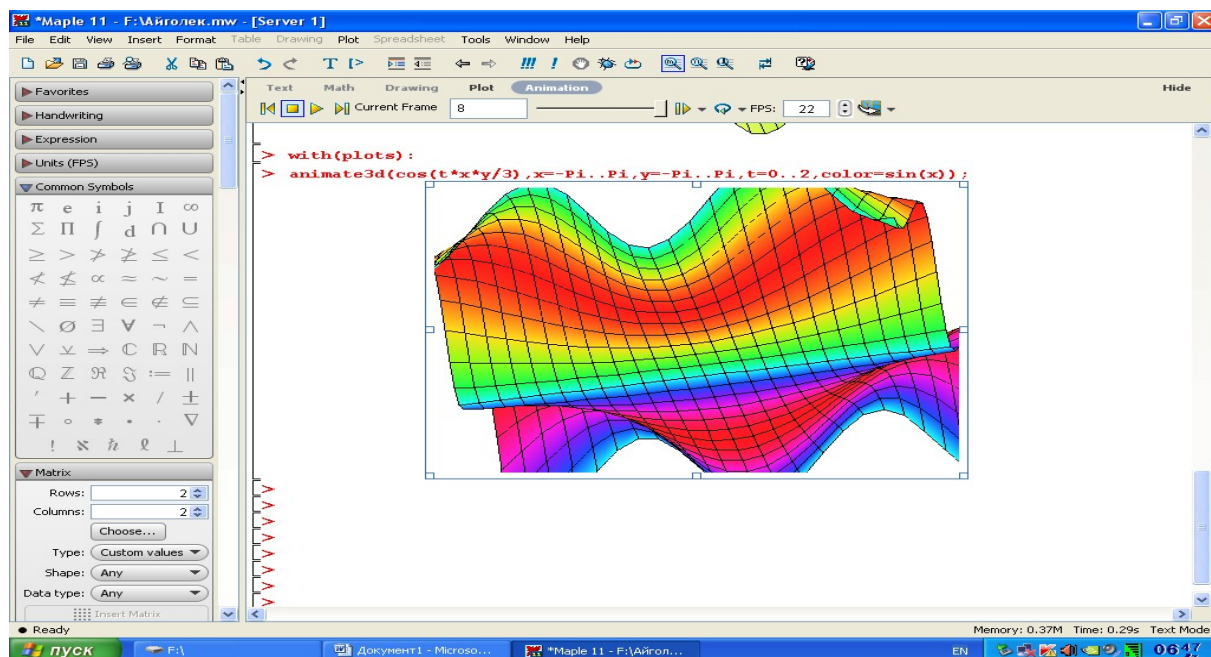 *Maple 11 - F:\Айголек.mw - [Server 1]
File Edit View Insert Format Table Drawing Plot Spreadsheet Tools Window Help
Favorites
Handwriting
Expression
Units (FPS)
Common Symbols
π e i j I ∞
Σ Π ∫ d ∩ ∪
≥ > ≯ ≱ ≤ <
≮ ≰ ∝ ≈ ~ =
≠ ≡ ≢ ∈ ∉ ⊆
\ Ø ∃ ∀ ¬ ∧
∨ ⊻ ⇒ ℂ ℝ ℕ
ℚ ℤ ℜ ℑ := ||
′ + − × / ±
∓ ∘ * · . ∇
! ℵ ℏ ℓ ⊥
Matrix
Rows: 2
Columns: 2
Choose...
Type: Custom values
Shape: Any
Data type: Any
Insert Matrix
Text Math Drawing Plot Animation Hide
Current Frame 8 FPS: 22
> with(plots):
> animate3d(cos(t*x*y/3),x=-Pi..Pi,y=-Pi..Pi,t=0..2,color=sin(x));
>
>
>
>
>
>
>
>
Ready Memory: 0.37M Time: 0.29s Text Mode
пуск F:\ Документ1 - Microso... *Maple 11 - F:\Айгол... EN 06:47